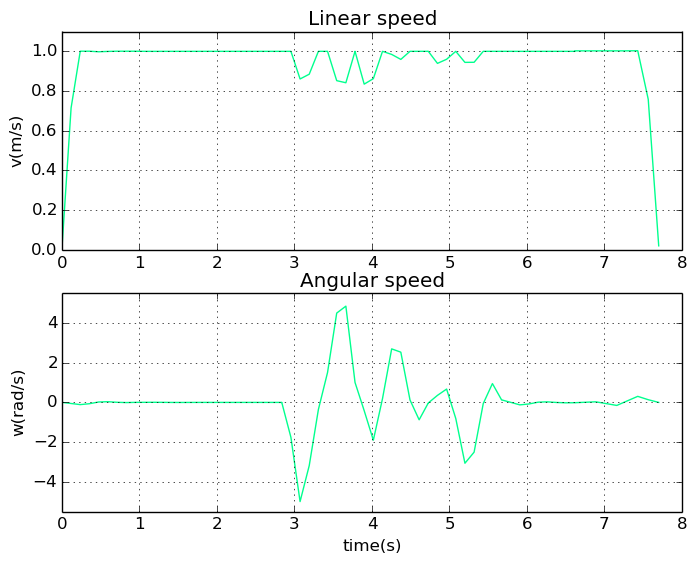 Linear speed
1.0
0.8
0.6
0.4
0.2
0.0
v(m/s)
0 1 2 3 4 5 6 7 8
Angular speed
4
2
0
−2
−4
w(rad/s)
0 1 2 3 4 5 6 7 8
time(s)